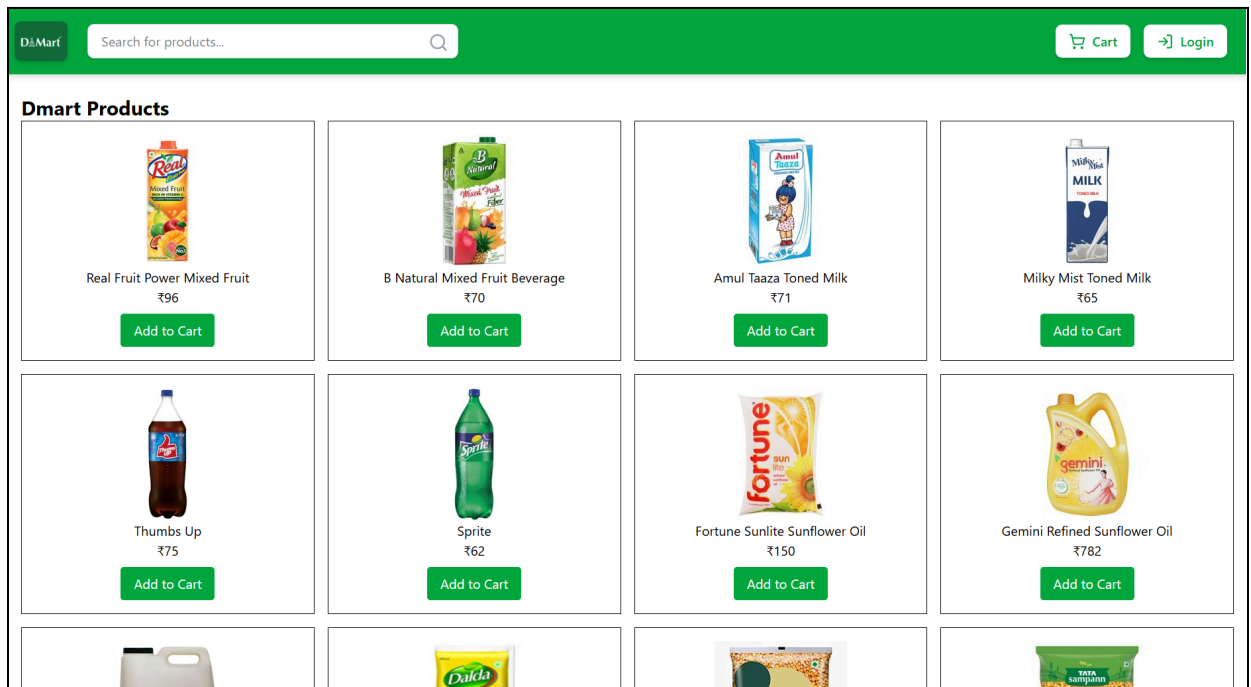 D Mart
Search for products...
Cart
Login
Dmart Products
Real
Mixed Fruit
B
Natural
Mixed Fruit
Fiber
Amul
Taaza
Milky Mist
MILK
TONED MILK
Real Fruit Power Mixed Fruit
B Natural Mixed Fruit Beverage
Amul Taaza Toned Milk
Milky Mist Toned Milk
₹96
₹70
₹71
₹65
Add to Cart
Add to Cart
Add to Cart
Add to Cart
Thums
UP
Sprite
fortune
sun
lite
gemini
Thumbs Up
Sprite
Fortune Sunlite Sunflower Oil
Gemini Refined Sunflower Oil
₹75
₹62
₹150
₹782
Add to Cart
Add to Cart
Add to Cart
Add to Cart
Dalda
TATA
sampann